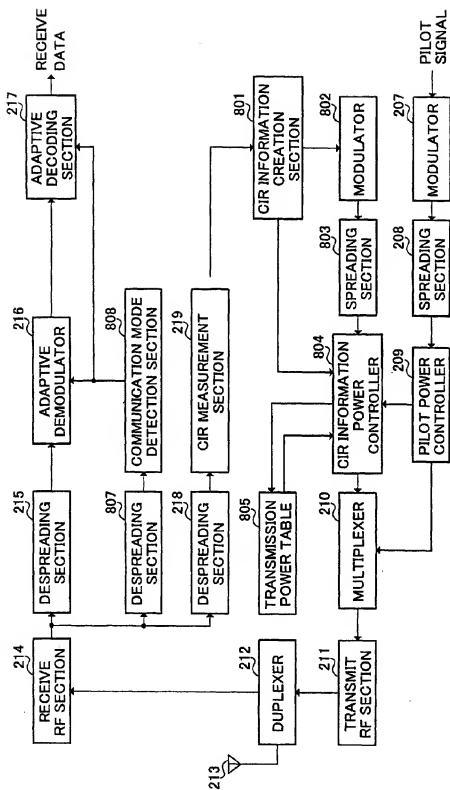 213
214
RECEIVE
RF SECTION
212
DUPLEXER
211
TRANSMIT
RF SECTION
215
DESPREADING
SECTION
807
DESPREADING
SECTION
218
DESPREADING
SECTION
805
TRANSMISSION
POWER TABLE
210
MULTIPLEXER
216
ADAPTIVE
DEMODULATOR
808
COMMUNICATION MODE
DETECTION SECTION
219
CIR MEASUREMENT
SECTION
804
CIR INFORMATION
POWER
CONTROLLER
209
PILOT POWER
CONTROLLER
803
SPREADING
SECTION
208
SPREADING
SECTION
217
ADAPTIVE
DECODING
SECTION
RECEIVE
DATA
801
CIR INFORMATION
CREATION
SECTION
802
MODULATOR
207
MODULATOR
PILOT
SIGNAL